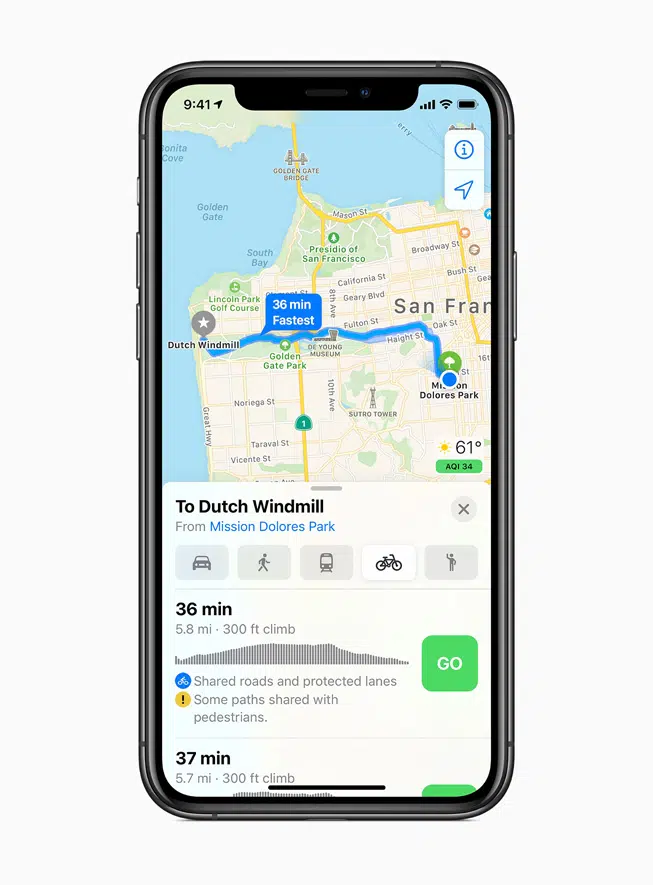 9:41
Bonita
Cove
erry
GOLDEN GATE
BRIDGE
Golden
Gate
Mason St
South
Bay
Presidio of
San Francisco
Broadway St
Bush St
California St
Lincoln Park
Golf Course
36 min
Fastest
8th Ave
Geary Blvd
San Fran
Fulton St
Oak St
Dutch Windmill
DE YOUNG
MUSEUM
Haight St
Golden
Gate Park
16th
Mission
Dolores Park
10th Ave
Noriega St
SUTRO TOWER
Great Hwy
1
Taraval St
Vicente St
61°
AQI 34
To Dutch Windmill
From Mission Dolores Park
36 min
5.8 mi · 300 ft climb
GO
Shared roads and protected lanes
Some paths shared with
pedestrians.
37 min
5.7 mi · 300 ft climb